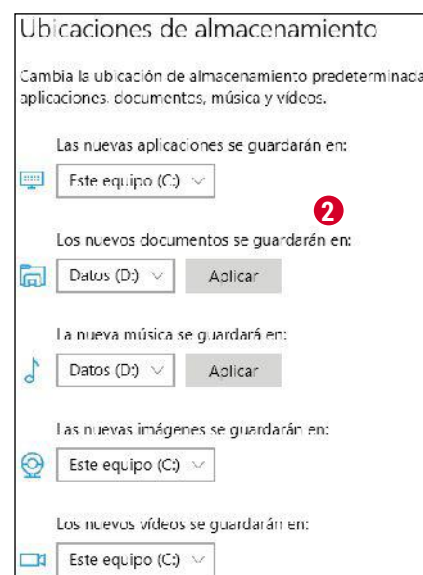 Ubicaciones de almacenamiento
Cambia la ubicación de almacenamiento predeterminada
aplicaciones, documentos, música y vídeos.
Las nuevas aplicaciones se guardarán en:
Este equipo (C:)
2
Los nuevos documentos se guardarán en:
Datos (D:) Aplicar
La nueva música se guardará en:
Datos (D:) Aplicar
Las nuevas imágenes se guardarán en:
Este equipo (C:)
Los nuevos vídeos se guardarán en:
Este equipo (C:)